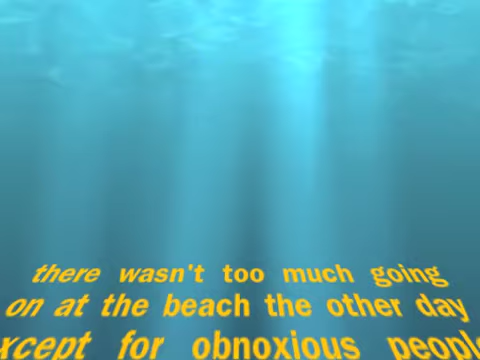 there wasn't too much going
on at the beach the other day
xcept for obnoxious people